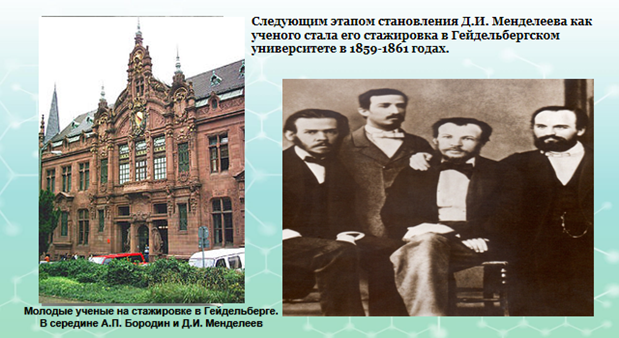 Следующим этапом становления Д.И. Менделеева как
ученого стала его стажировка в Гейдельбергском
университете в 1859-1861 годах.
Молодые ученые на стажировке в Гейдельберге.
В середине А.П. Бородин и Д.И. Менделеев